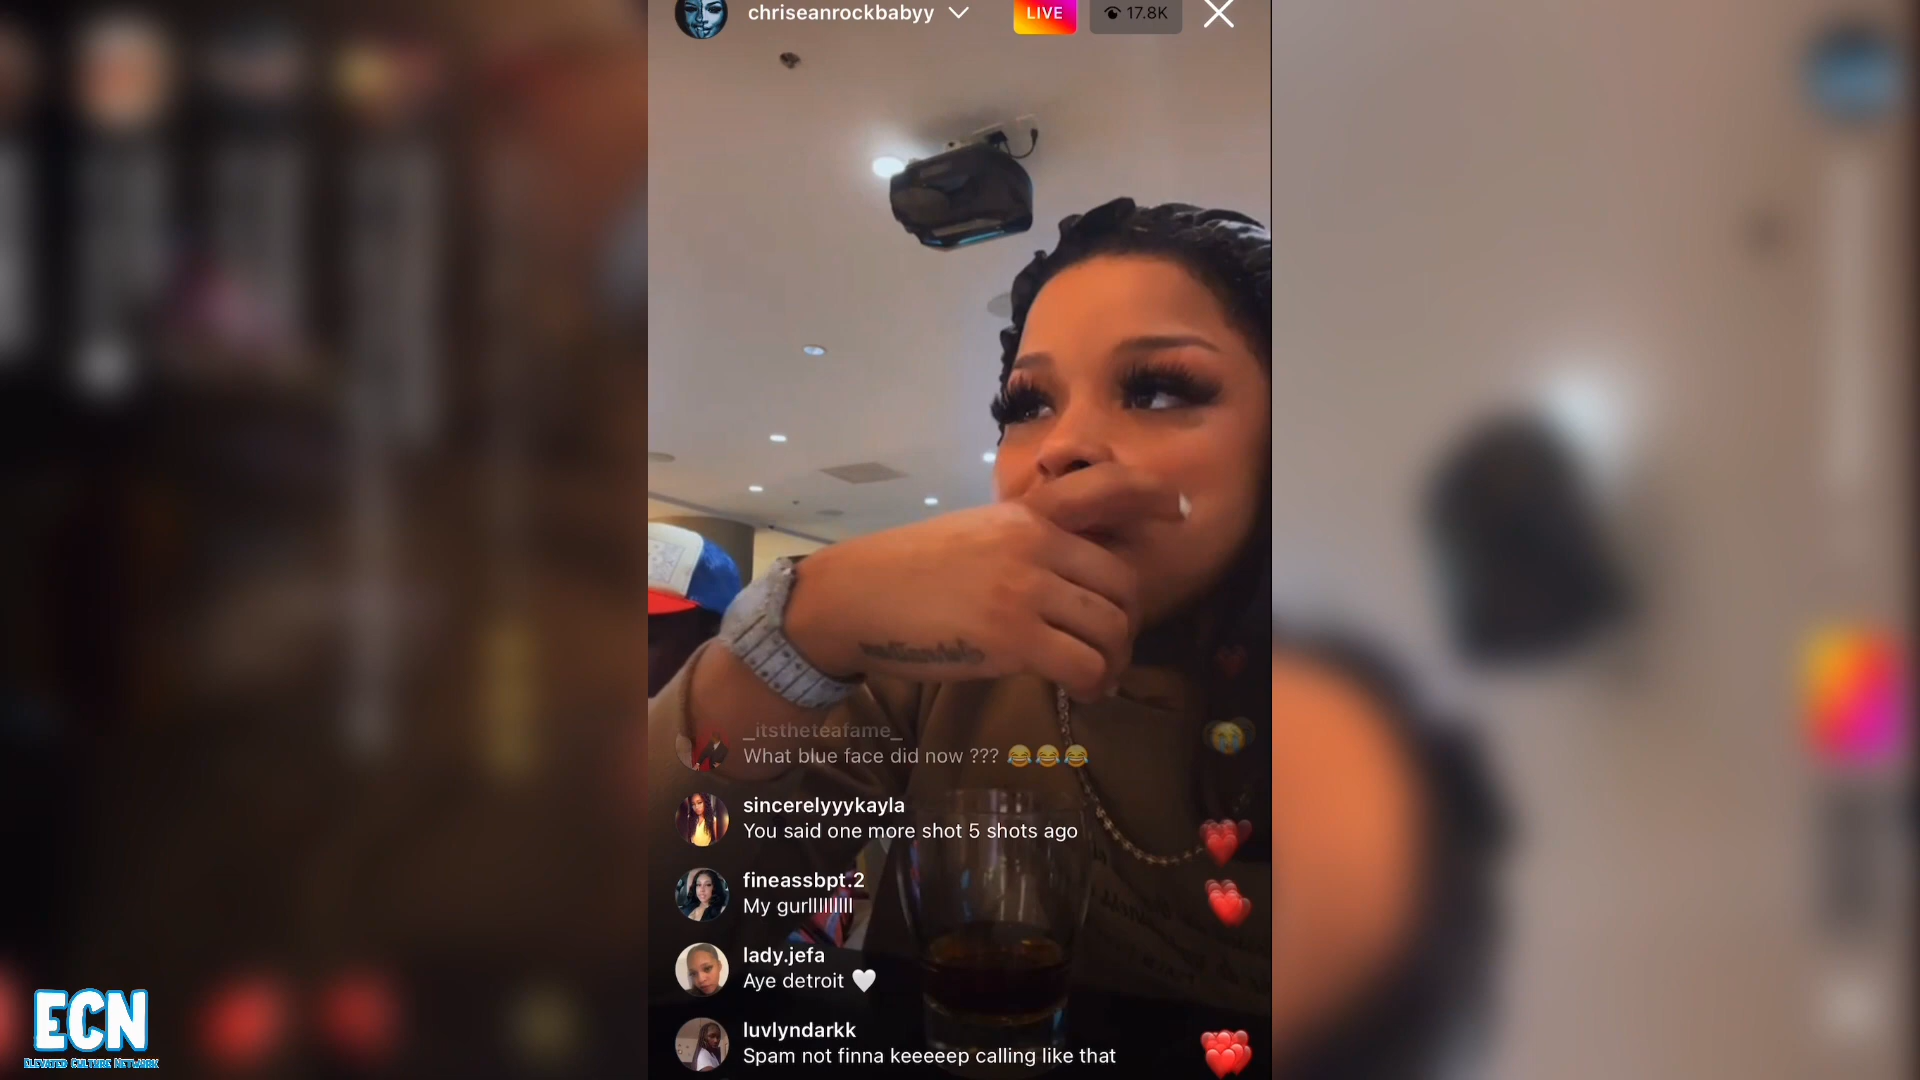 chriseanrockbabyy
LIVE
17.8K
_itstheteafame_
What blue face did now ??? 😂😂😂
sincerelyyykayla
You said one more shot 5 shots ago
fineassbpt.2
My gurlllllllll
lady.jefa
Aye detroit 🤍
luvlyndarkk
Spam not finna keeeeep calling like that
ECN
ELEVATED CULTURE NETWORK